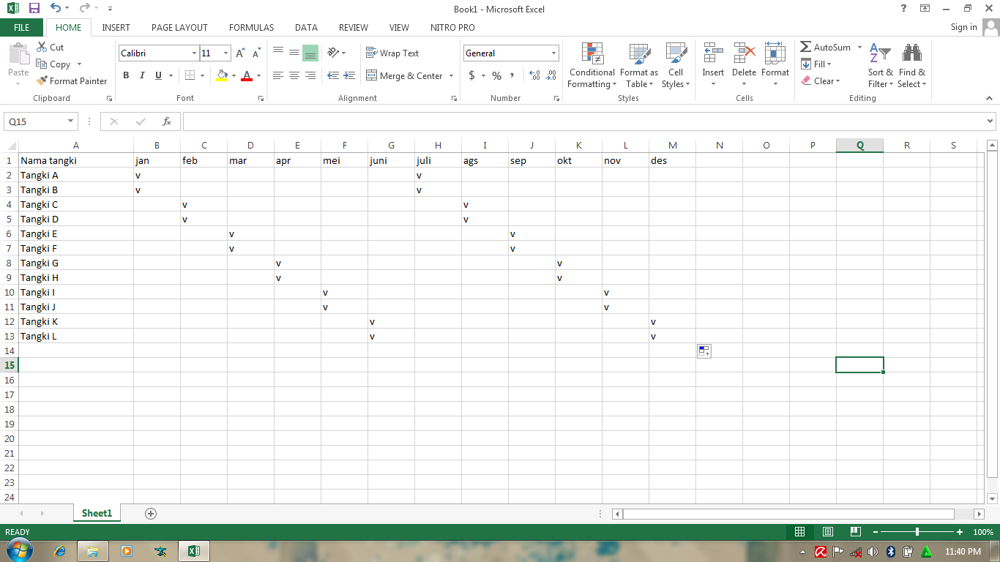 Book1 - Microsoft Excel
FILE HOME INSERT PAGE LAYOUT FORMULAS DATA REVIEW VIEW NITRO PRO Sign in
Paste Cut Copy Format Painter
Clipboard
Calibri 11
B I U A
Font
Wrap Text
Merge & Center
Alignment
General
$ % ,
Number
Conditional Formatting Format as Table Cell Styles
Styles
Insert Delete Format
Cells
AutoSum Fill Clear Sort & Filter Find & Select
Editing
Q15 fx
A B C D E F G H I J K L M N O P Q R S
1 Nama tangki jan feb mar apr mei juni juli ags sep okt nov des
2 Tangki A v v
3 Tangki B v v
4 Tangki C v v
5 Tangki D v v
6 Tangki E v v
7 Tangki F v v
8 Tangki G v v
9 Tangki H v v
10 Tangki I v v
11 Tangki J v v
12 Tangki K v v
13 Tangki L v v
14
15
16
17
18
19
20
21
22
23
24
Sheet1
READY 100%
11:40 PM